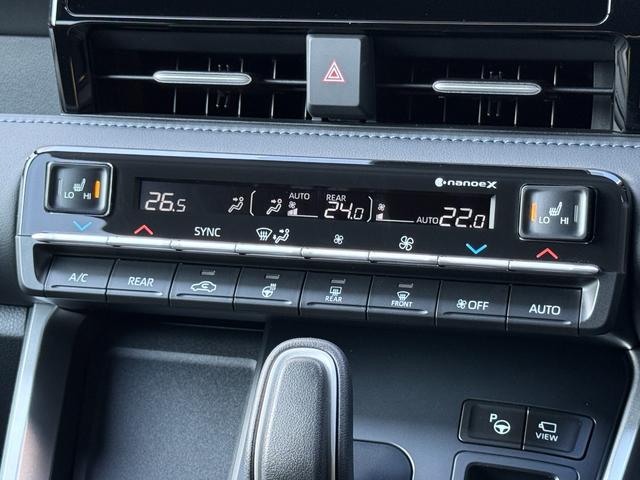 nanoeX
LO HI
26.5
AUTO
REAR
24.0
AUTO 22.0
LO HI
SYNC
A/C
REAR
REAR
FRONT
OFF
AUTO
P
VIEW